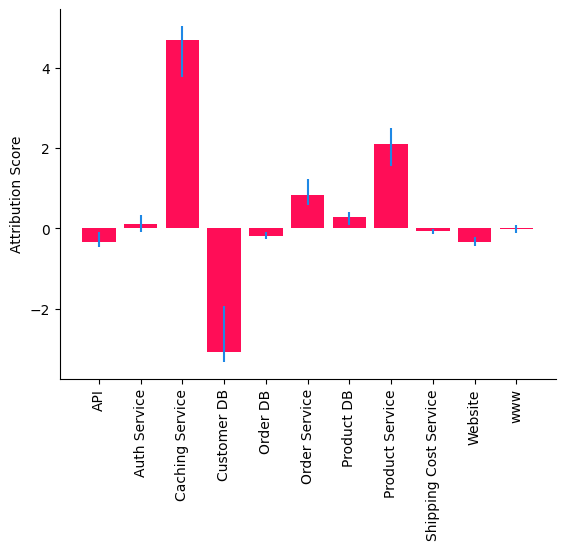 Attribution Score
4
2
0
−2
API
Auth Service
Caching Service
Customer DB
Order DB
Order Service
Product DB
Product Service
Shipping Cost Service
Website
www